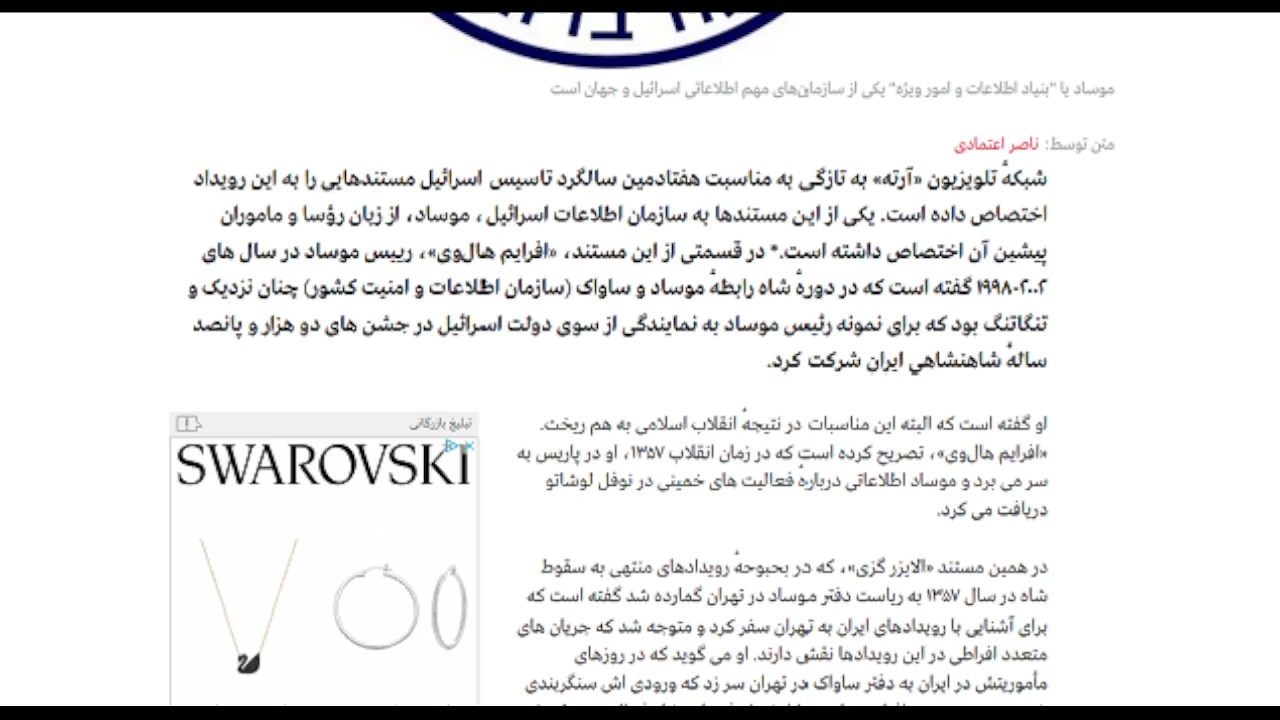 موساد یا "بنیاد اطلاعات و امور ویژه" یکی از سازمان‌های مهم اطلاعاتی اسرائیل و جهان است
متن توسط: ناصر اعتمادی
شبکهٔ تلویزیون «آرته» به تازگی به مناسبت هفتادمین سالگرد تاسیس اسرائیل مستندهایی را به این رویداد
اختصاص داده است. یکی از این مستندها به سازمان اطلاعات اسرائیل، موساد، از زبان رؤسا و ماموران
پیشین آن اختصاص داشته است.* در قسمتی از این مستند، «افرایم هال‌وی»، رییس موساد در سال های
۱۹۹۸-۲۰۰۲ گفته است که در دورهٔ شاه رابطهٔ موساد و ساواک (سازمان اطلاعات و امنیت کشور) چنان نزدیک و
تنگاتنگ بود که برای نمونه رئیس موساد به نمایندگی از سوی دولت اسرائیل در جشن های دو هزار و پانصد
سالهٔ شاهنشاهي ایران شرکت کرد.
او گفته است که البته این مناسبات در نتیجهٔ انقلاب اسلامی به هم ریخت.
«افرایم هال‌وی»، تصریح کرده است که در زمان انقلاب ۱۳۵۷، او در پاریس به
سر می برد و موساد اطلاعاتی دربارهٔ فعالیت های خمینی در نوفل لوشاتو
دریافت می کرد.
در همین مستند «الایزر گزی»، که در بحبوحهٔ رویدادهای منتهی به سقوط
شاه در سال ۱۳۵۷ به ریاست دفتر موساد در تهران گمارده شد گفته است که
برای آشنایی با رویدادهای ایران به تهران سفر کرد و متوجه شد که جریان های
متعدد افراطی در این رویدادها نقش دارند. او می گوید که در روزهای
مأموریتش در ایران به دفتر ساواک در تهران سر زد که ورودی اش سنگربندی
تبلیغ بازرگانی
SWAROVSKI